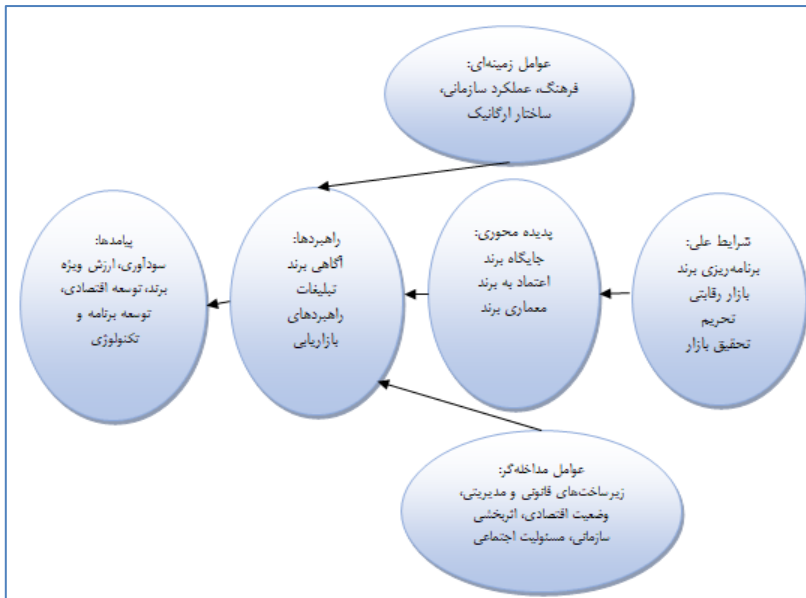 عوامل زمینه‌ای:
فرهنگ، عملکرد سازمانی،
ساختار ارگانیک
شرایط علی:
برنامه‌ریزی برند
بازار رقابتی
تحریم
تحقیق بازار
پدیده محوری:
جایگاه برند
اعتماد به برند
معماری برند
راهبردها:
آگاهی برند
تبلیغات
راهبردهای
بازاریابی
پیامدها:
سودآوری، ارزش ویژه
برند، توسعه اقتصادی،
توسعه برنامه و
تکنولوژی
عوامل مداخله‌گر:
زیرساخت‌های قانونی و مدیریتی،
وضعیت اقتصادی، اثربخشی
سازمانی، مسئولیت اجتماعی